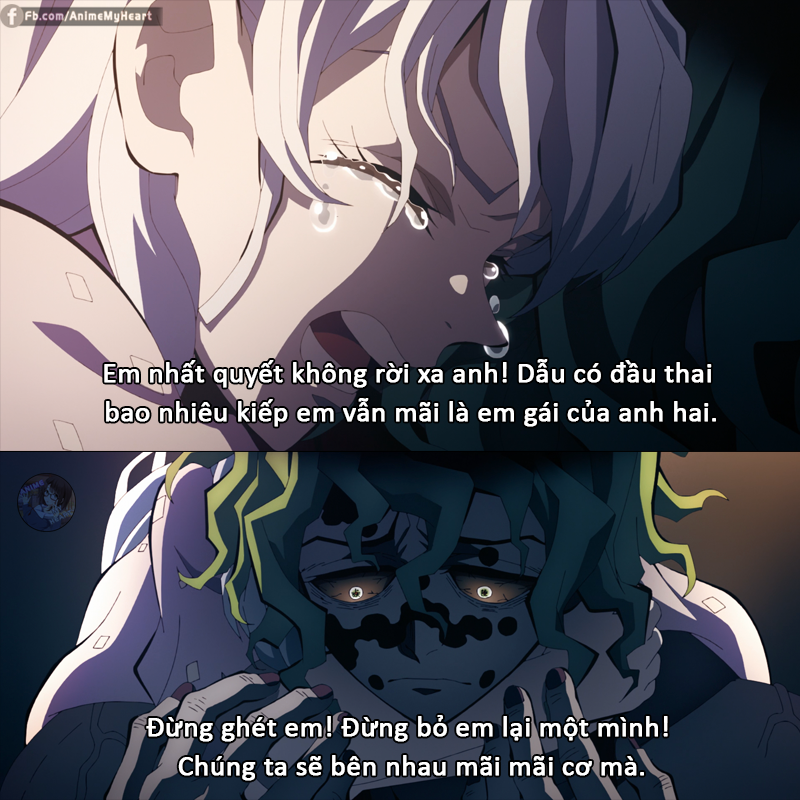 Fb.com/AnimeMyHeart
Em nhất quyết không rời xa anh! Dẫu có đầu thai
bao nhiêu kiếp em vẫn mãi là em gái của anh hai.
Đừng ghét em! Đừng bỏ em lại một mình!
Chúng ta sẽ bên nhau mãi mãi cơ mà.